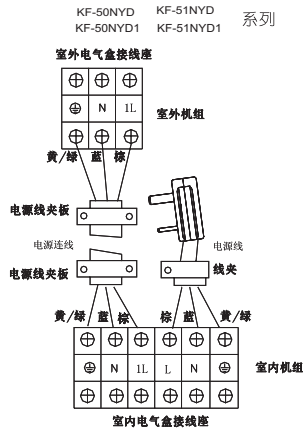 KF-50NYD KF-51NYD
KF-50NYD1 KF-51NYD1 系列
室外电气盒接线座
N 1L
室外机组
黄/绿 蓝 棕
电源线夹板
电源连线 电源线
电源线夹板 线夹
黄/绿 蓝 棕 棕 蓝 黄/绿
N 1L L N
室内机组
室内电气盒接线座